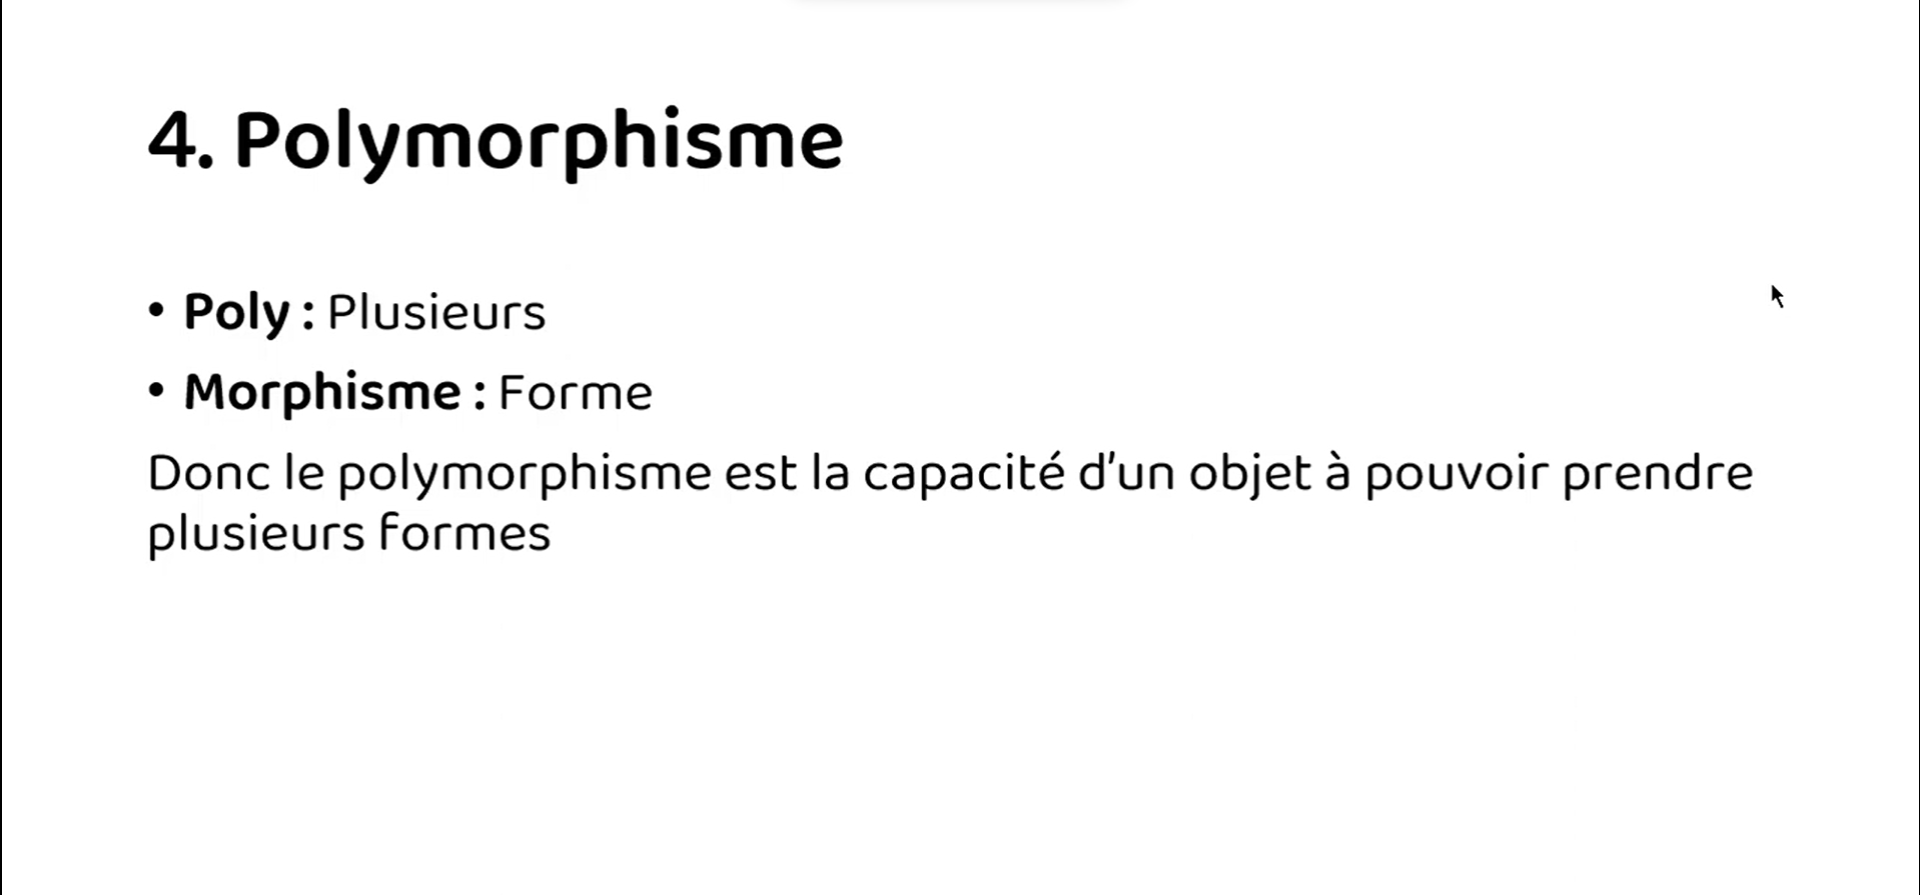 4. Polymorphisme
• Poly : Plusieurs
• Morphisme : Forme
Donc le polymorphisme est la capacité d’un objet à pouvoir prendre
plusieurs formes